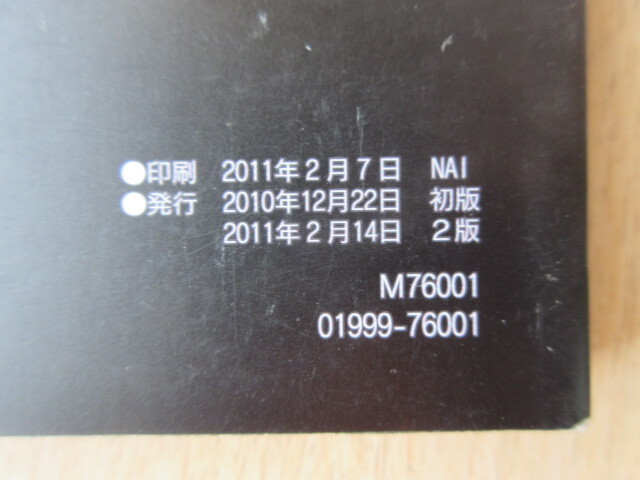 ●印刷 2011年2月7日 NAI
●発行 2010年12月22日 初版
2011年2月14日 2版
M76001
01999-76001